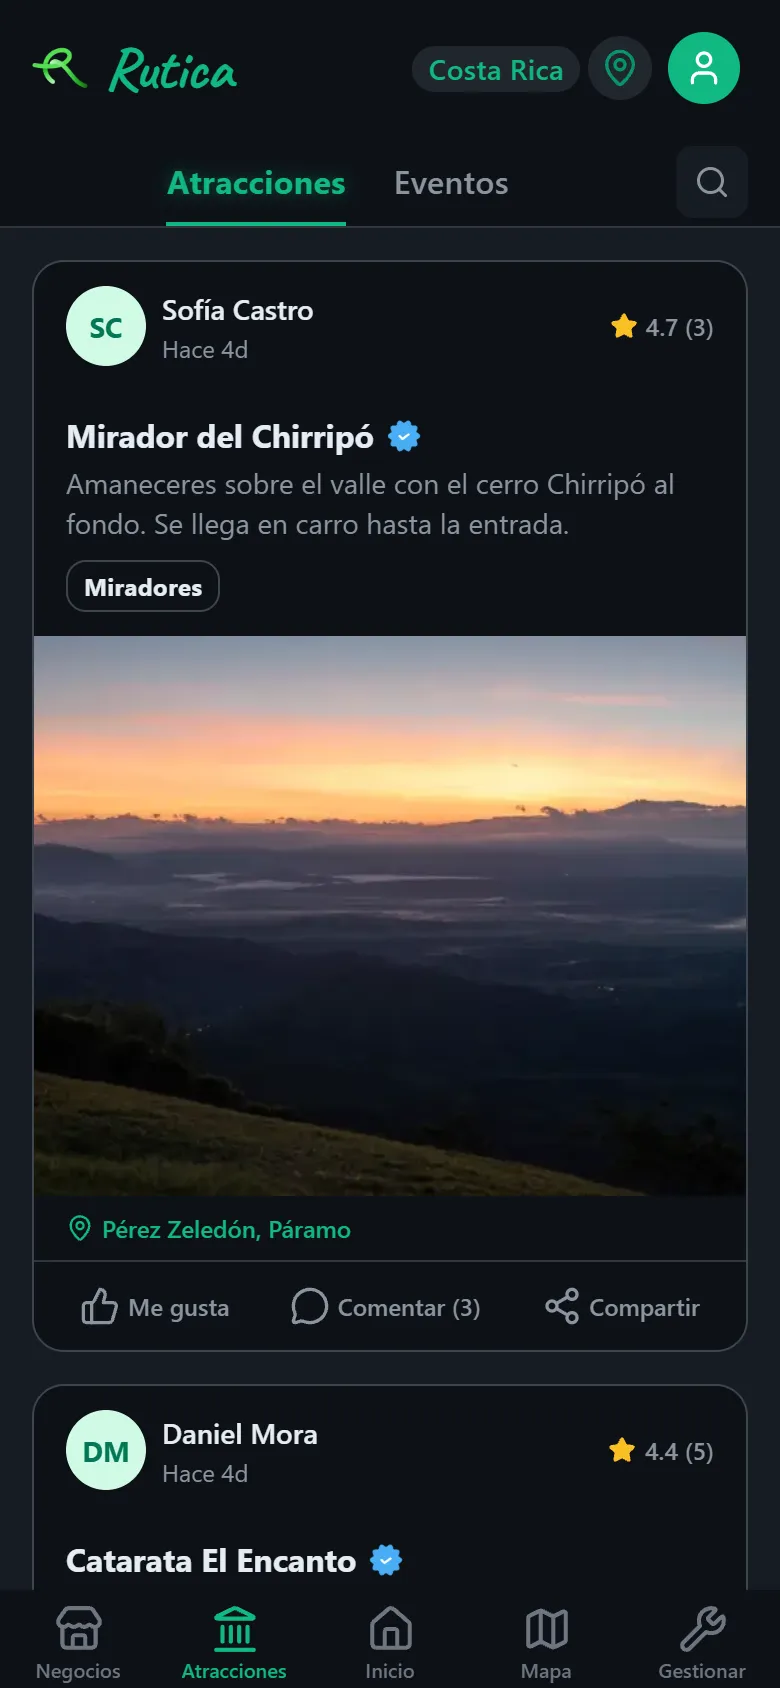 Rutica
Costa Rica
Atracciones
Eventos
SC
Sofía Castro
Hace 4d
4.7 (3)
Mirador del Chirripó
Amaneceres sobre el valle con el cerro Chirripó al
fondo. Se llega en carro hasta la entrada.
Miradores
Pérez Zeledón, Páramo
Me gusta
Comentar (3)
Compartir
DM
Daniel Mora
Hace 4d
4.4 (5)
Catarata El Encanto
Negocios
Atracciones
Inicio
Mapa
Gestionar